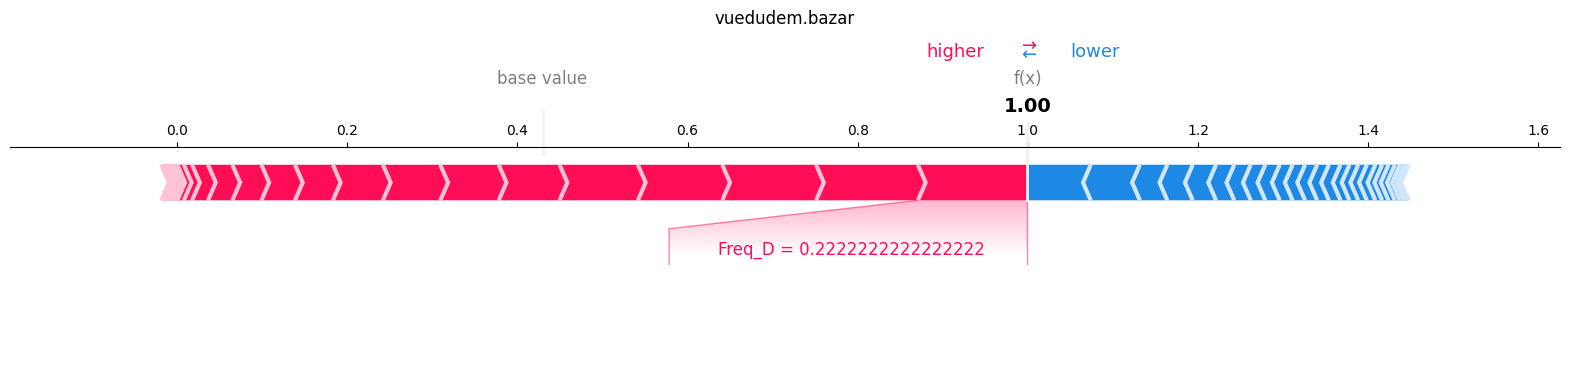 vuedudem.bazar
higher ⇄ lower
base value f(x)
1.00
0.0 0.2 0.4 0.6 0.8 1.0 1.2 1.4 1.6
Freq_D = 0.2222222222222222